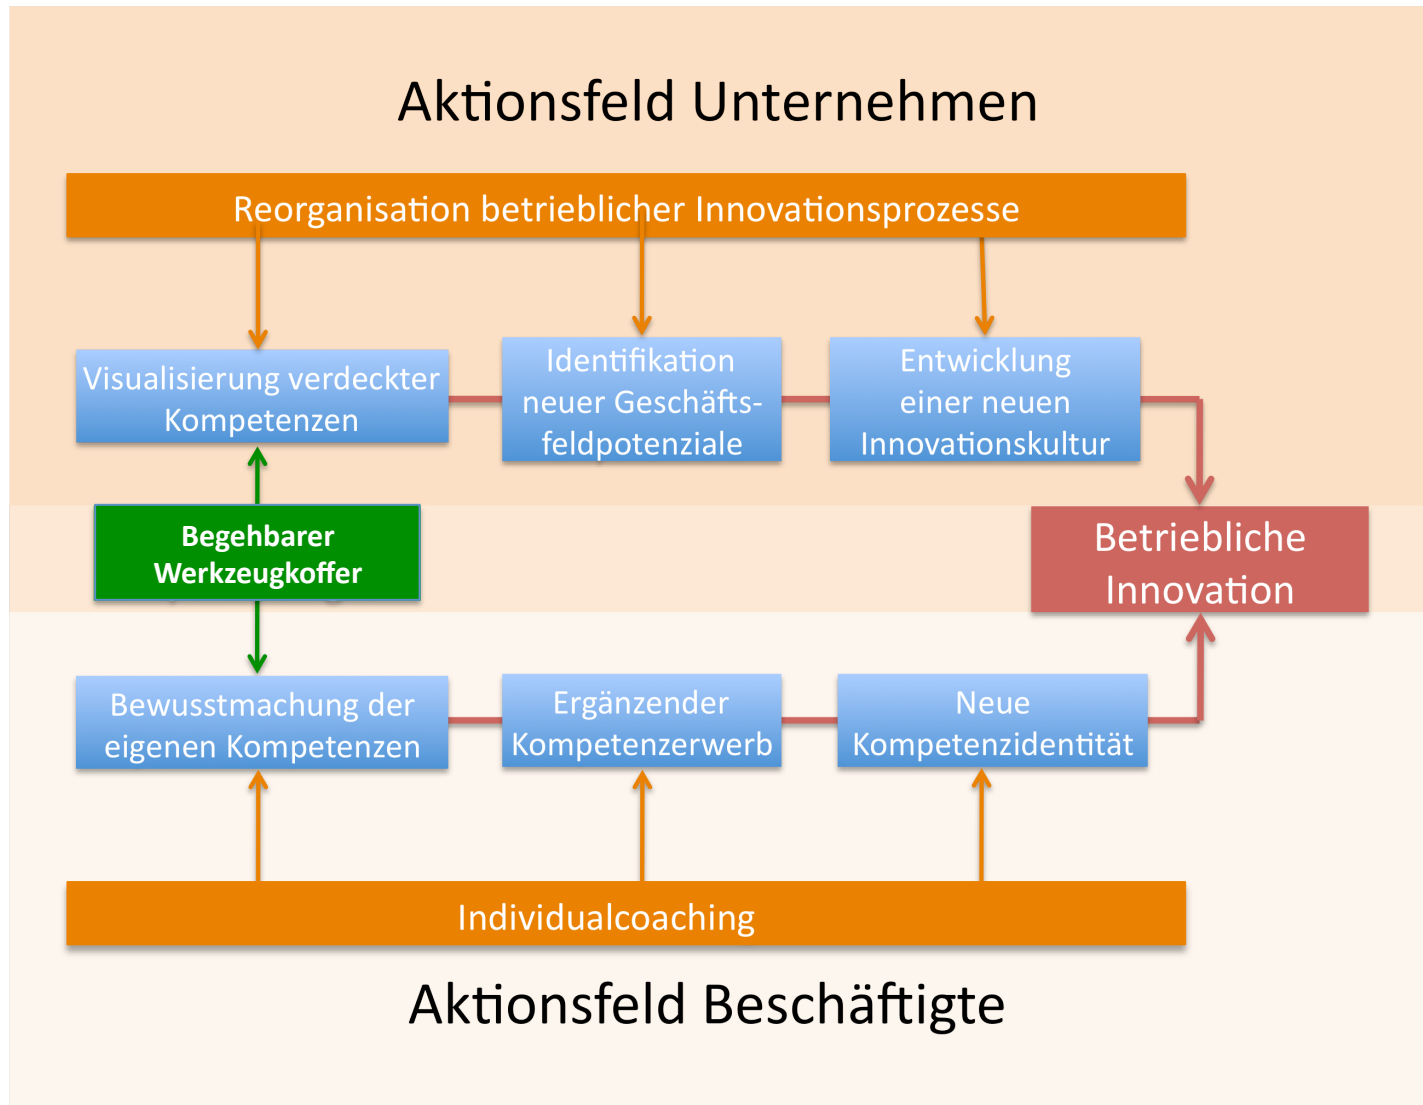 Aktionsfeld Unternehmen
Reorganisation betrieblicher Innovationsprozesse
Visualisierung verdeckter
Kompetenzen
Identifikation
neuer Geschäfts-
feldpotenziale
Entwicklung
einer neuen
Innovationskultur
Begehbarer
Werkzeugkoffer
Betriebliche
Innovation
Bewusstmachung der
eigenen Kompetenzen
Ergänzender
Kompetenzerwerb
Neue
Kompetenzidentität
Individualcoaching
Aktionsfeld Beschäftigte